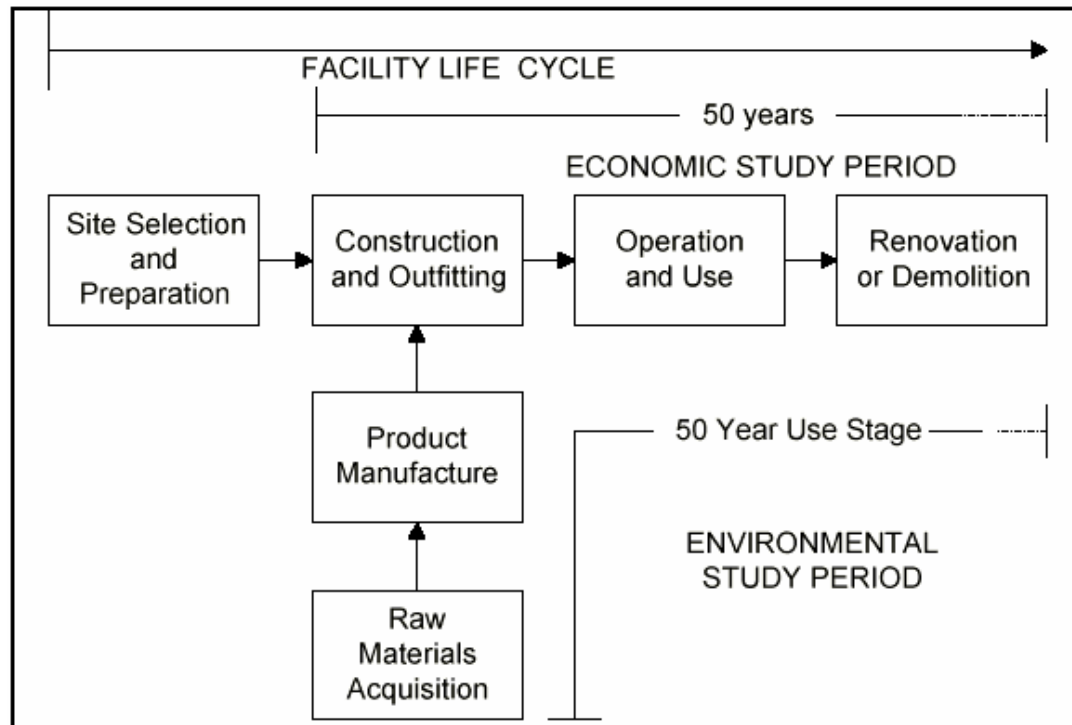 FACILITY LIFE CYCLE
50 years
ECONOMIC STUDY PERIOD
Site Selection
and
Preparation
Construction
and Outfitting
Operation
and Use
Renovation
or Demolition
Product
Manufacture
50 Year Use Stage
ENVIRONMENTAL
STUDY PERIOD
Raw
Materials
Acquisition